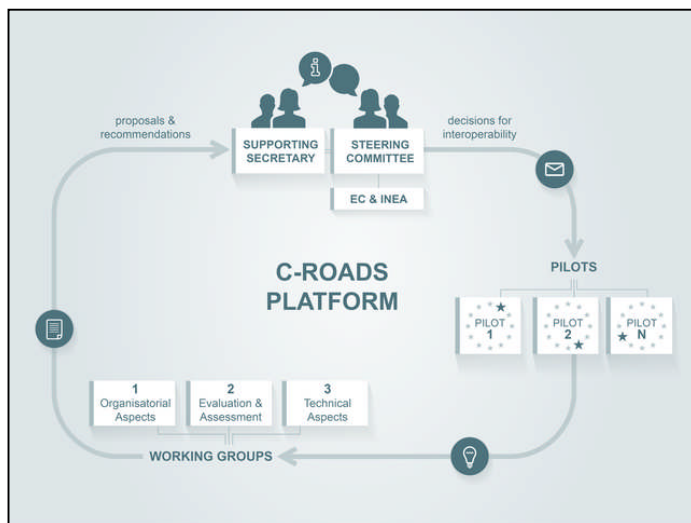 proposals &
recommendations
SUPPORTING
SECRETARY
STEERING
COMMITTEE
decisions for
interoperability
EC & INEA
C-ROADS
PLATFORM
PILOTS
PILOT
1
PILOT
2
PILOT
N
1
Organisatorial
Aspects
2
Evaluation &
Assessment
3
Technical
Aspects
WORKING GROUPS